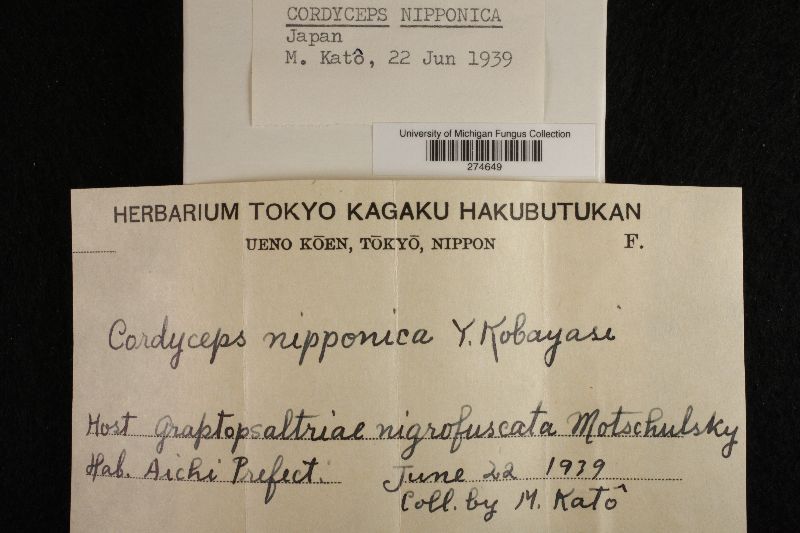 CORDYCEPS NIPPONICA
Japan
M. Katô, 22 Jun 1939
University of Michigan Fungus Collection
274649
HERBARIUM TOKYO KAGAKU HAKUBUTUKAN
UENO KŌEN, TŌKYŌ, NIPPON F.
Cordyceps nipponica Y. Kobayasi
Host graptopsaltriae nigrofuscata Motschulsky
Hab. Aichi Prefect. June 22 1939
Coll. by M. Katô